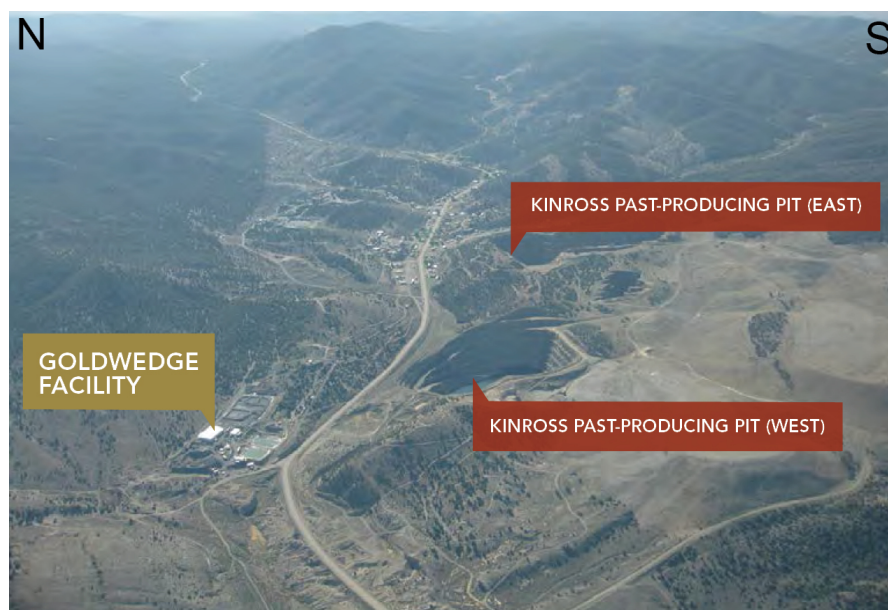 N
S
KINROSS PAST-PRODUCING PIT (EAST)
GOLDWEDGE
FACILITY
KINROSS PAST-PRODUCING PIT (WEST)